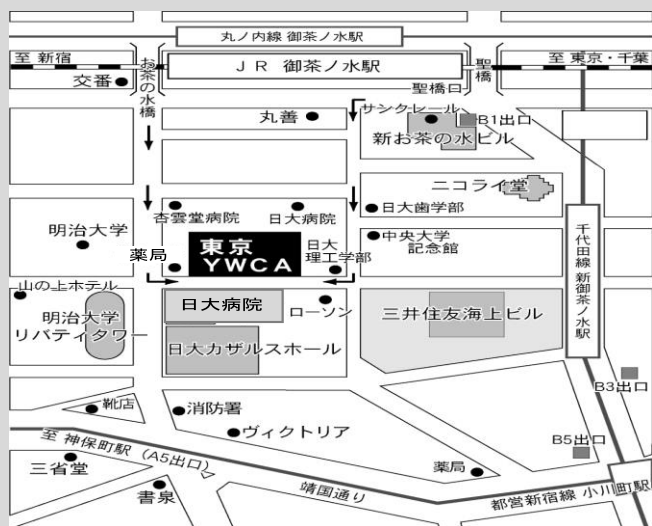 丸ノ内線 御茶ノ水駅
至 新宿
お茶の水橋
JR 御茶ノ水駅
聖橋
至 東京・千葉
交番
聖橋口
丸善
サンクレール
B1出口
新お茶の水ビル
ニコライ堂
杏雲堂病院
日大病院
日大歯学部
明治大学
薬局
東京
YWCA
日大
理工学部
中央大学
記念館
千代田線 新御茶ノ水駅
山の上ホテル
明治大学
リバティタワー
日大病院
ローソン
三井住友海上ビル
日大カザルスホール
B3出口
靴店
消防署
ヴィクトリア
B5出口
至 神保町駅（A5出口）
三省堂
書泉
靖国通り
薬局
都営新宿線 小川町駅